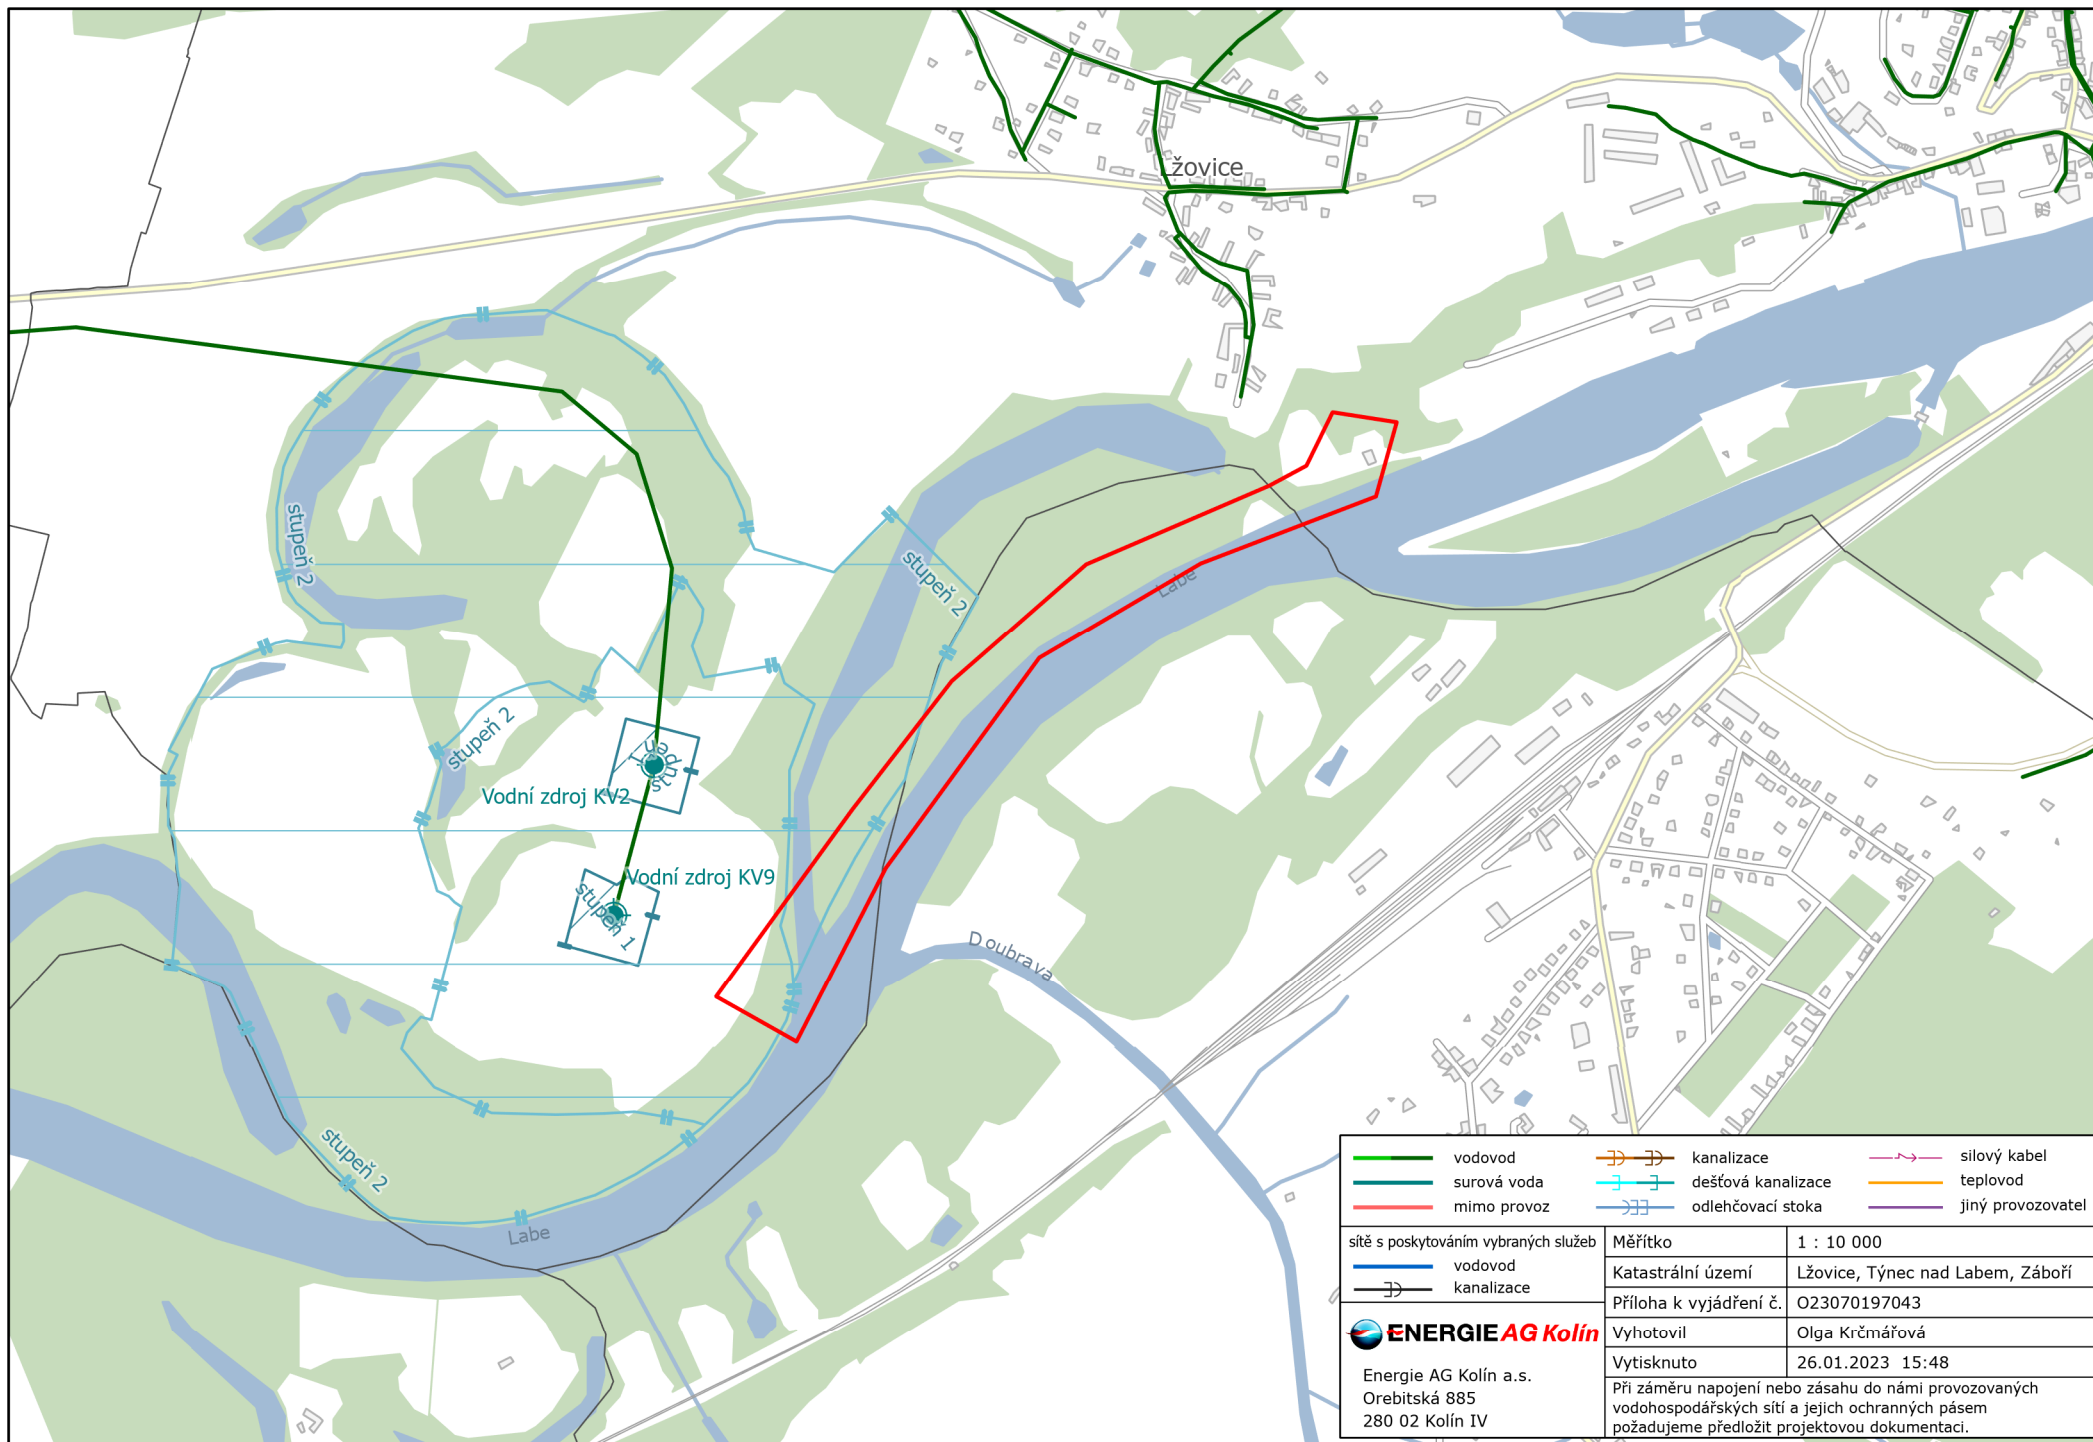 Lžovice
stupeň 2
stupeň 2
Labe
stupeň 2
stupeň 1
Vodní zdroj KV2
Vodní zdroj KV9
stupeň 1
Doubrava
stupeň 2
Labe
vodovod
surová voda
mimo provoz
kanalizace
dešťová kanalizace
odlehčovací stoka
silový kabel
teplovod
jiný provozovatel
sítě s poskytováním vybraných služeb
vodovod
kanalizace
ENERGIE AG Kolín
Energie AG Kolín a.s.
Orebitská 885
280 02 Kolín IV
Měřítko 1 : 10 000
Katastrální území Lžovice, Týnec nad Labem, Záboří
Příloha k vyjádření č. O23070197043
Vyhotovil Olga Krčmářová
Vytisknuto 26.01.2023 15:48
Při záměru napojení nebo zásahu do námi provozovaných
vodohospodářských sítí a jejich ochranných pásem
požadujeme předložit projektovou dokumentaci.